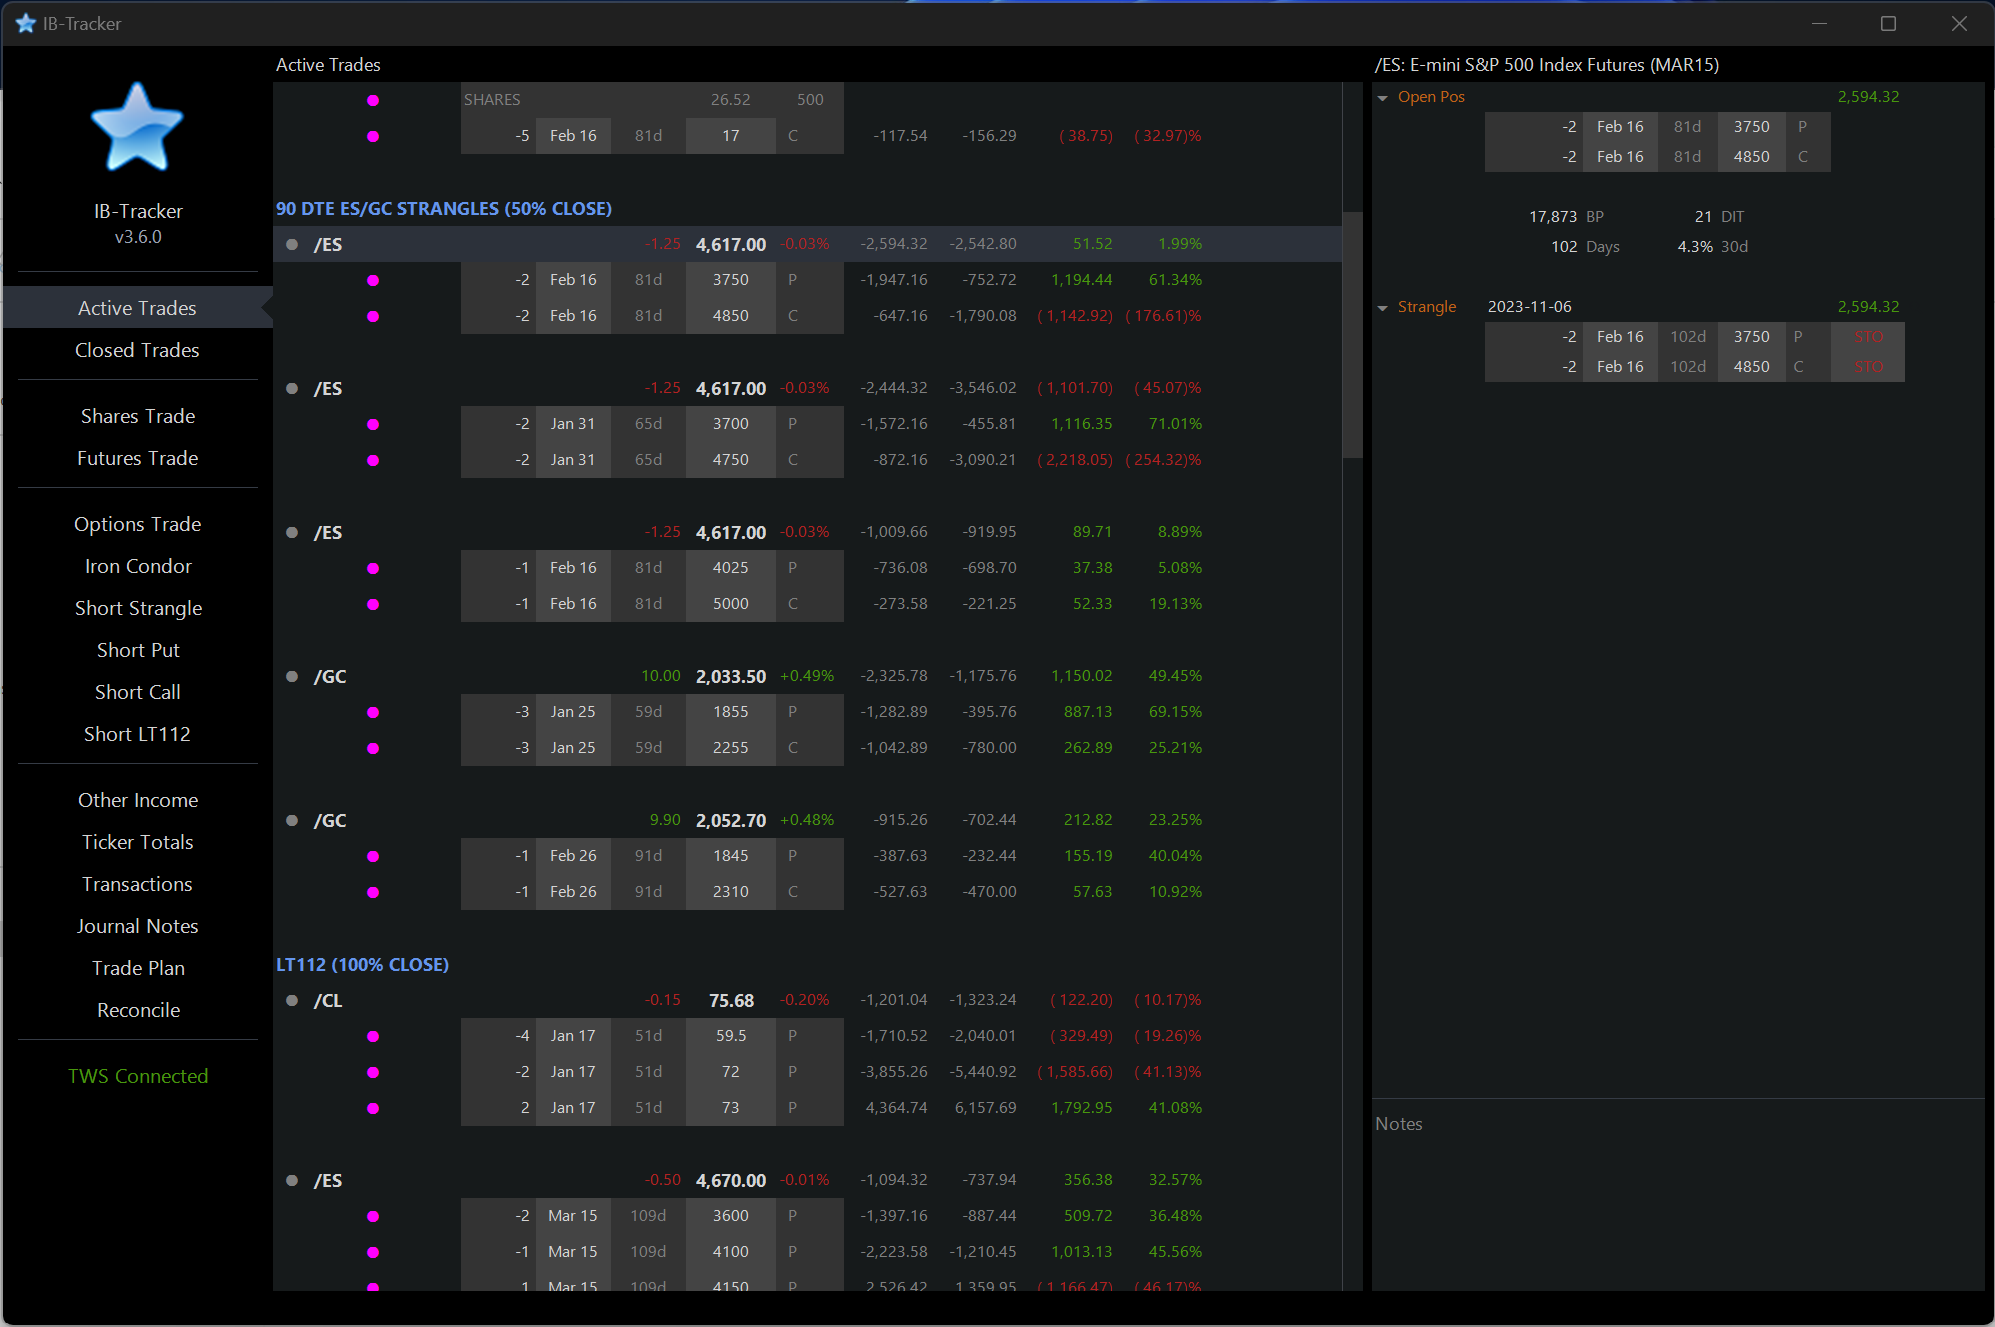 IB-Tracker
IB-Tracker
v3.6.0
Active Trades
Closed Trades
Shares Trade
Futures Trade
Options Trade
Iron Condor
Short Strangle
Short Put
Short Call
Short LT112
Other Income
Ticker Totals
Transactions
Journal Notes
Trade Plan
Reconcile
TWS Connected
Active Trades
SHARES 26.52 500
-5 Feb 16 81d 17 C -117.54 -156.29 ( 38.75) ( 32.97)%
90 DTE ES/GC STRANGLES (50% CLOSE)
/ES -1.25 4,617.00 -0.03% -2,594.32 -2,542.80 51.52 1.99%
-2 Feb 16 81d 3750 P -1,947.16 -752.72 1,194.44 61.34%
-2 Feb 16 81d 4850 C -647.16 -1,790.08 ( 1,142.92) ( 176.61)%
/ES -1.25 4,617.00 -0.03% -2,444.32 -3,546.02 ( 1,101.70) ( 45.07)%
-2 Jan 31 65d 3700 P -1,572.16 -455.81 1,116.35 71.01%
-2 Jan 31 65d 4750 C -872.16 -3,090.21 ( 2,218.05) ( 254.32)%
/ES -1.25 4,617.00 -0.03% -1,009.66 -919.95 89.71 8.89%
-1 Feb 16 81d 4025 P -736.08 -698.70 37.38 5.08%
-1 Feb 16 81d 5000 C -273.58 -221.25 52.33 19.13%
/GC 10.00 2,033.50 +0.49% -2,325.78 -1,175.76 1,150.02 49.45%
-3 Jan 25 59d 1855 P -1,282.89 -395.76 887.13 69.15%
-3 Jan 25 59d 2255 C -1,042.89 -780.00 262.89 25.21%
/GC 9.90 2,052.70 +0.48% -915.26 -702.44 212.82 23.25%
-1 Feb 26 91d 1845 P -387.63 -232.44 155.19 40.04%
-1 Feb 26 91d 2310 C -527.63 -470.00 57.63 10.92%
LT112 (100% CLOSE)
/CL -0.15 75.68 -0.20% -1,201.04 -1,323.24 ( 122.20) ( 10.17)%
-4 Jan 17 51d 59.5 P -1,710.52 -2,040.01 ( 329.49) ( 19.26)%
-2 Jan 17 51d 72 P -3,855.26 -5,440.92 ( 1,585.66) ( 41.13)%
2 Jan 17 51d 73 P 4,364.74 6,157.69 1,792.95 41.08%
/ES -0.50 4,670.00 -0.01% -1,094.32 -737.94 356.38 32.57%
-2 Mar 15 109d 3600 P -1,397.16 -887.44 509.72 36.48%
-1 Mar 15 109d 4100 P -2,223.58 -1,210.45 1,013.13 45.56%
1 Mar 15 109d 4150 P 2,526.42 1,359.95 ( 1,166.47) ( 46.17)%
/ES: E-mini S&P 500 Index Futures (MAR15)
Open Pos 2,594.32
-2 Feb 16 81d 3750 P
-2 Feb 16 81d 4850 C
17,873 BP 21 DIT
102 Days 4.3% 30d
Strangle 2023-11-06 2,594.32
-2 Feb 16 102d 3750 P STO
-2 Feb 16 102d 4850 C STO
Notes